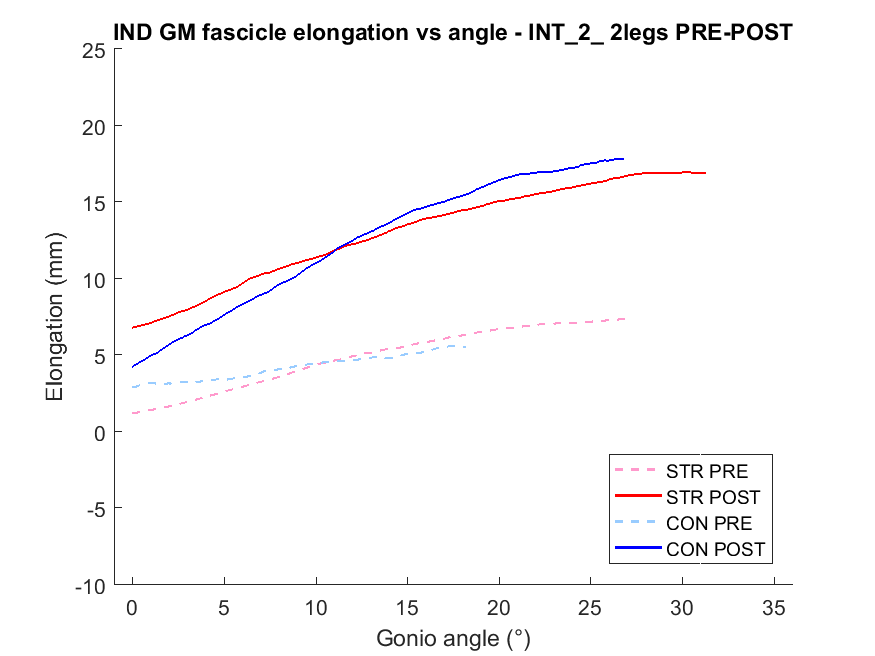 IND GM fascicle elongation vs angle - INT_2_ 2legs PRE-POST
25
20
15
10
5
0
-5
-10
Elongation (mm)
0 5 10 15 20 25 30 35
Gonio angle (°)
STR PRE
STR POST
CON PRE
CON POST